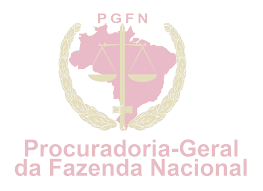 PGFN
Procuradoria-Geral
da Fazenda Nacional